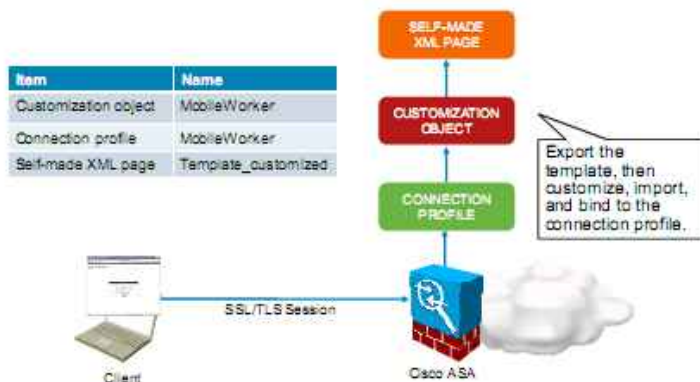 SELF-MADE
XML PAGE
Item Name
Customization object MobileWorker
Connection profile MobileWorker
Self-made XML page Template_customized
CUSTOMIZATION
OBJECT
Export the
template, then
customize, import,
and bind to the
connection profile.
CONNECTION
PROFILE
SSL/TLS Session
Client
Cisco ASA